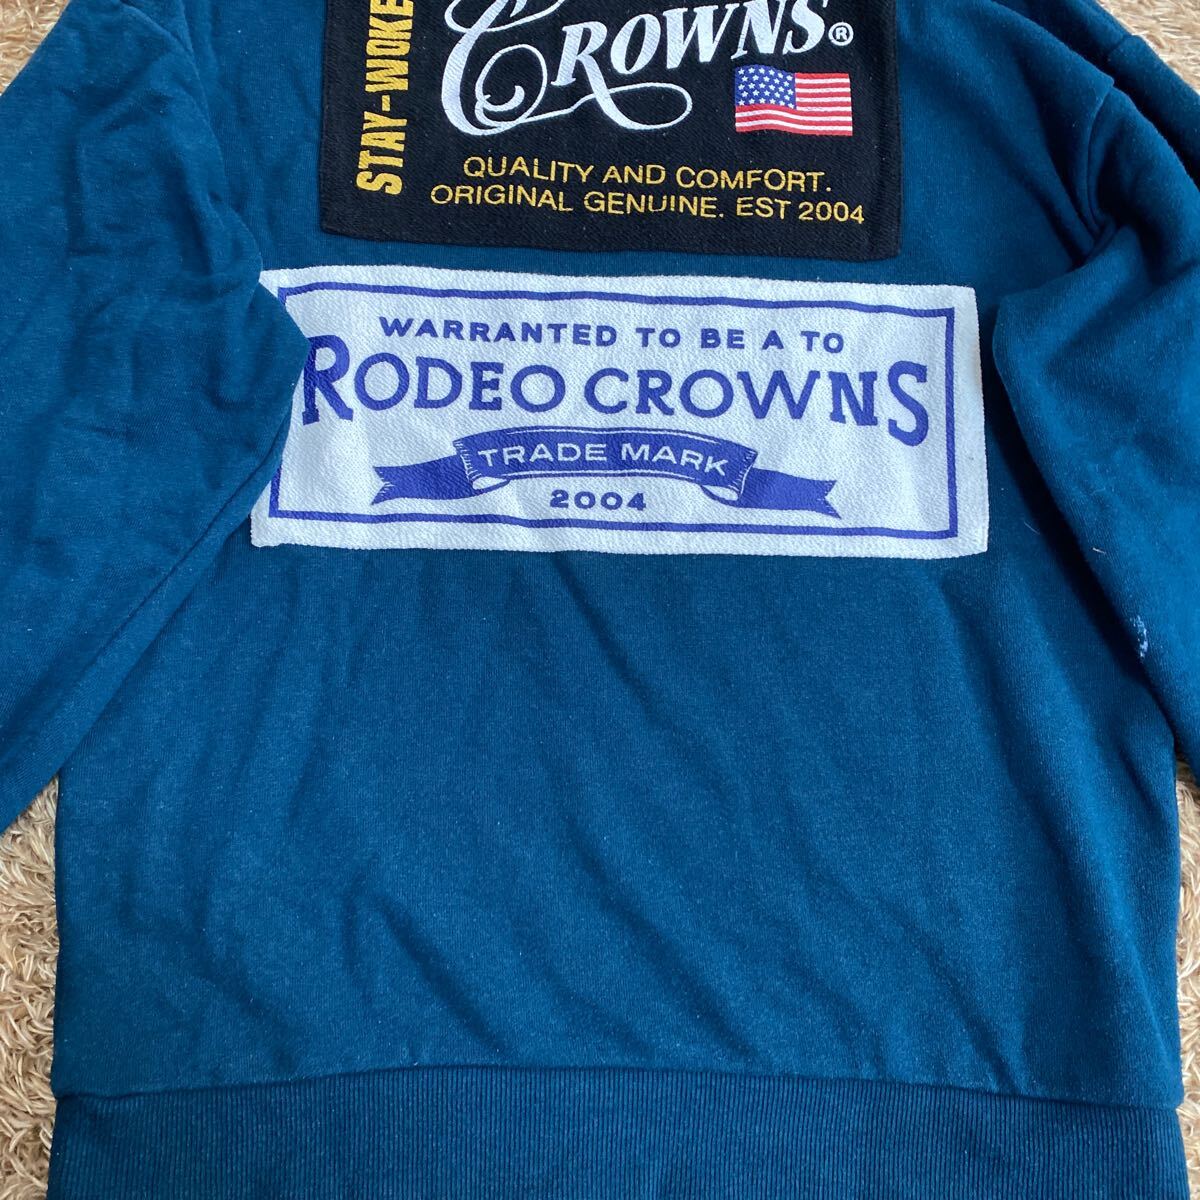 STAY-WOKE
CROWNS®
QUALITY AND COMFORT.
ORIGINAL GENUINE. EST 2004
WARRANTED TO BE A TO
RODEO CROWNS
TRADE MARK
2004